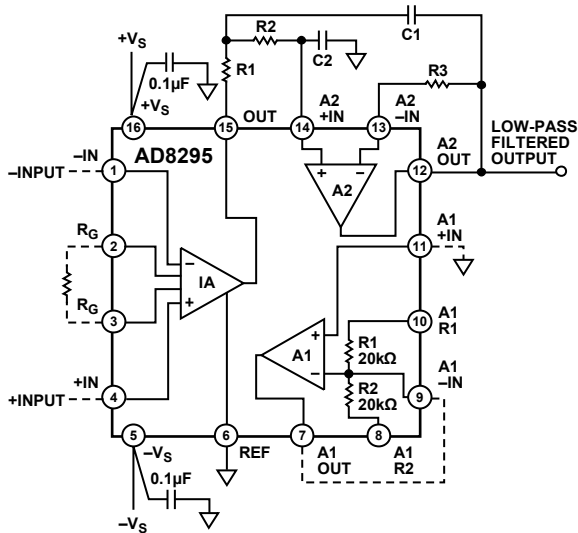 C1
R2
C2
+VS
0.1µF
R1
R3
+VS
OUT
A2
+IN
A2
–IN
LOW-PASS
FILTERED
OUTPUT
16
15
14
13
AD8295
A2
OUT
–IN
–INPUT
1
+
–
A2
12
A1
+IN
11
RG
2
–
IA
+
RG
3
A1
+
–
R1
20kΩ
R2
20kΩ
10
A1
R1
A1
–IN
9
+IN
+INPUT
4
5
6
7
8
–VS
REF
A1
OUT
A1
R2
0.1µF
–VS